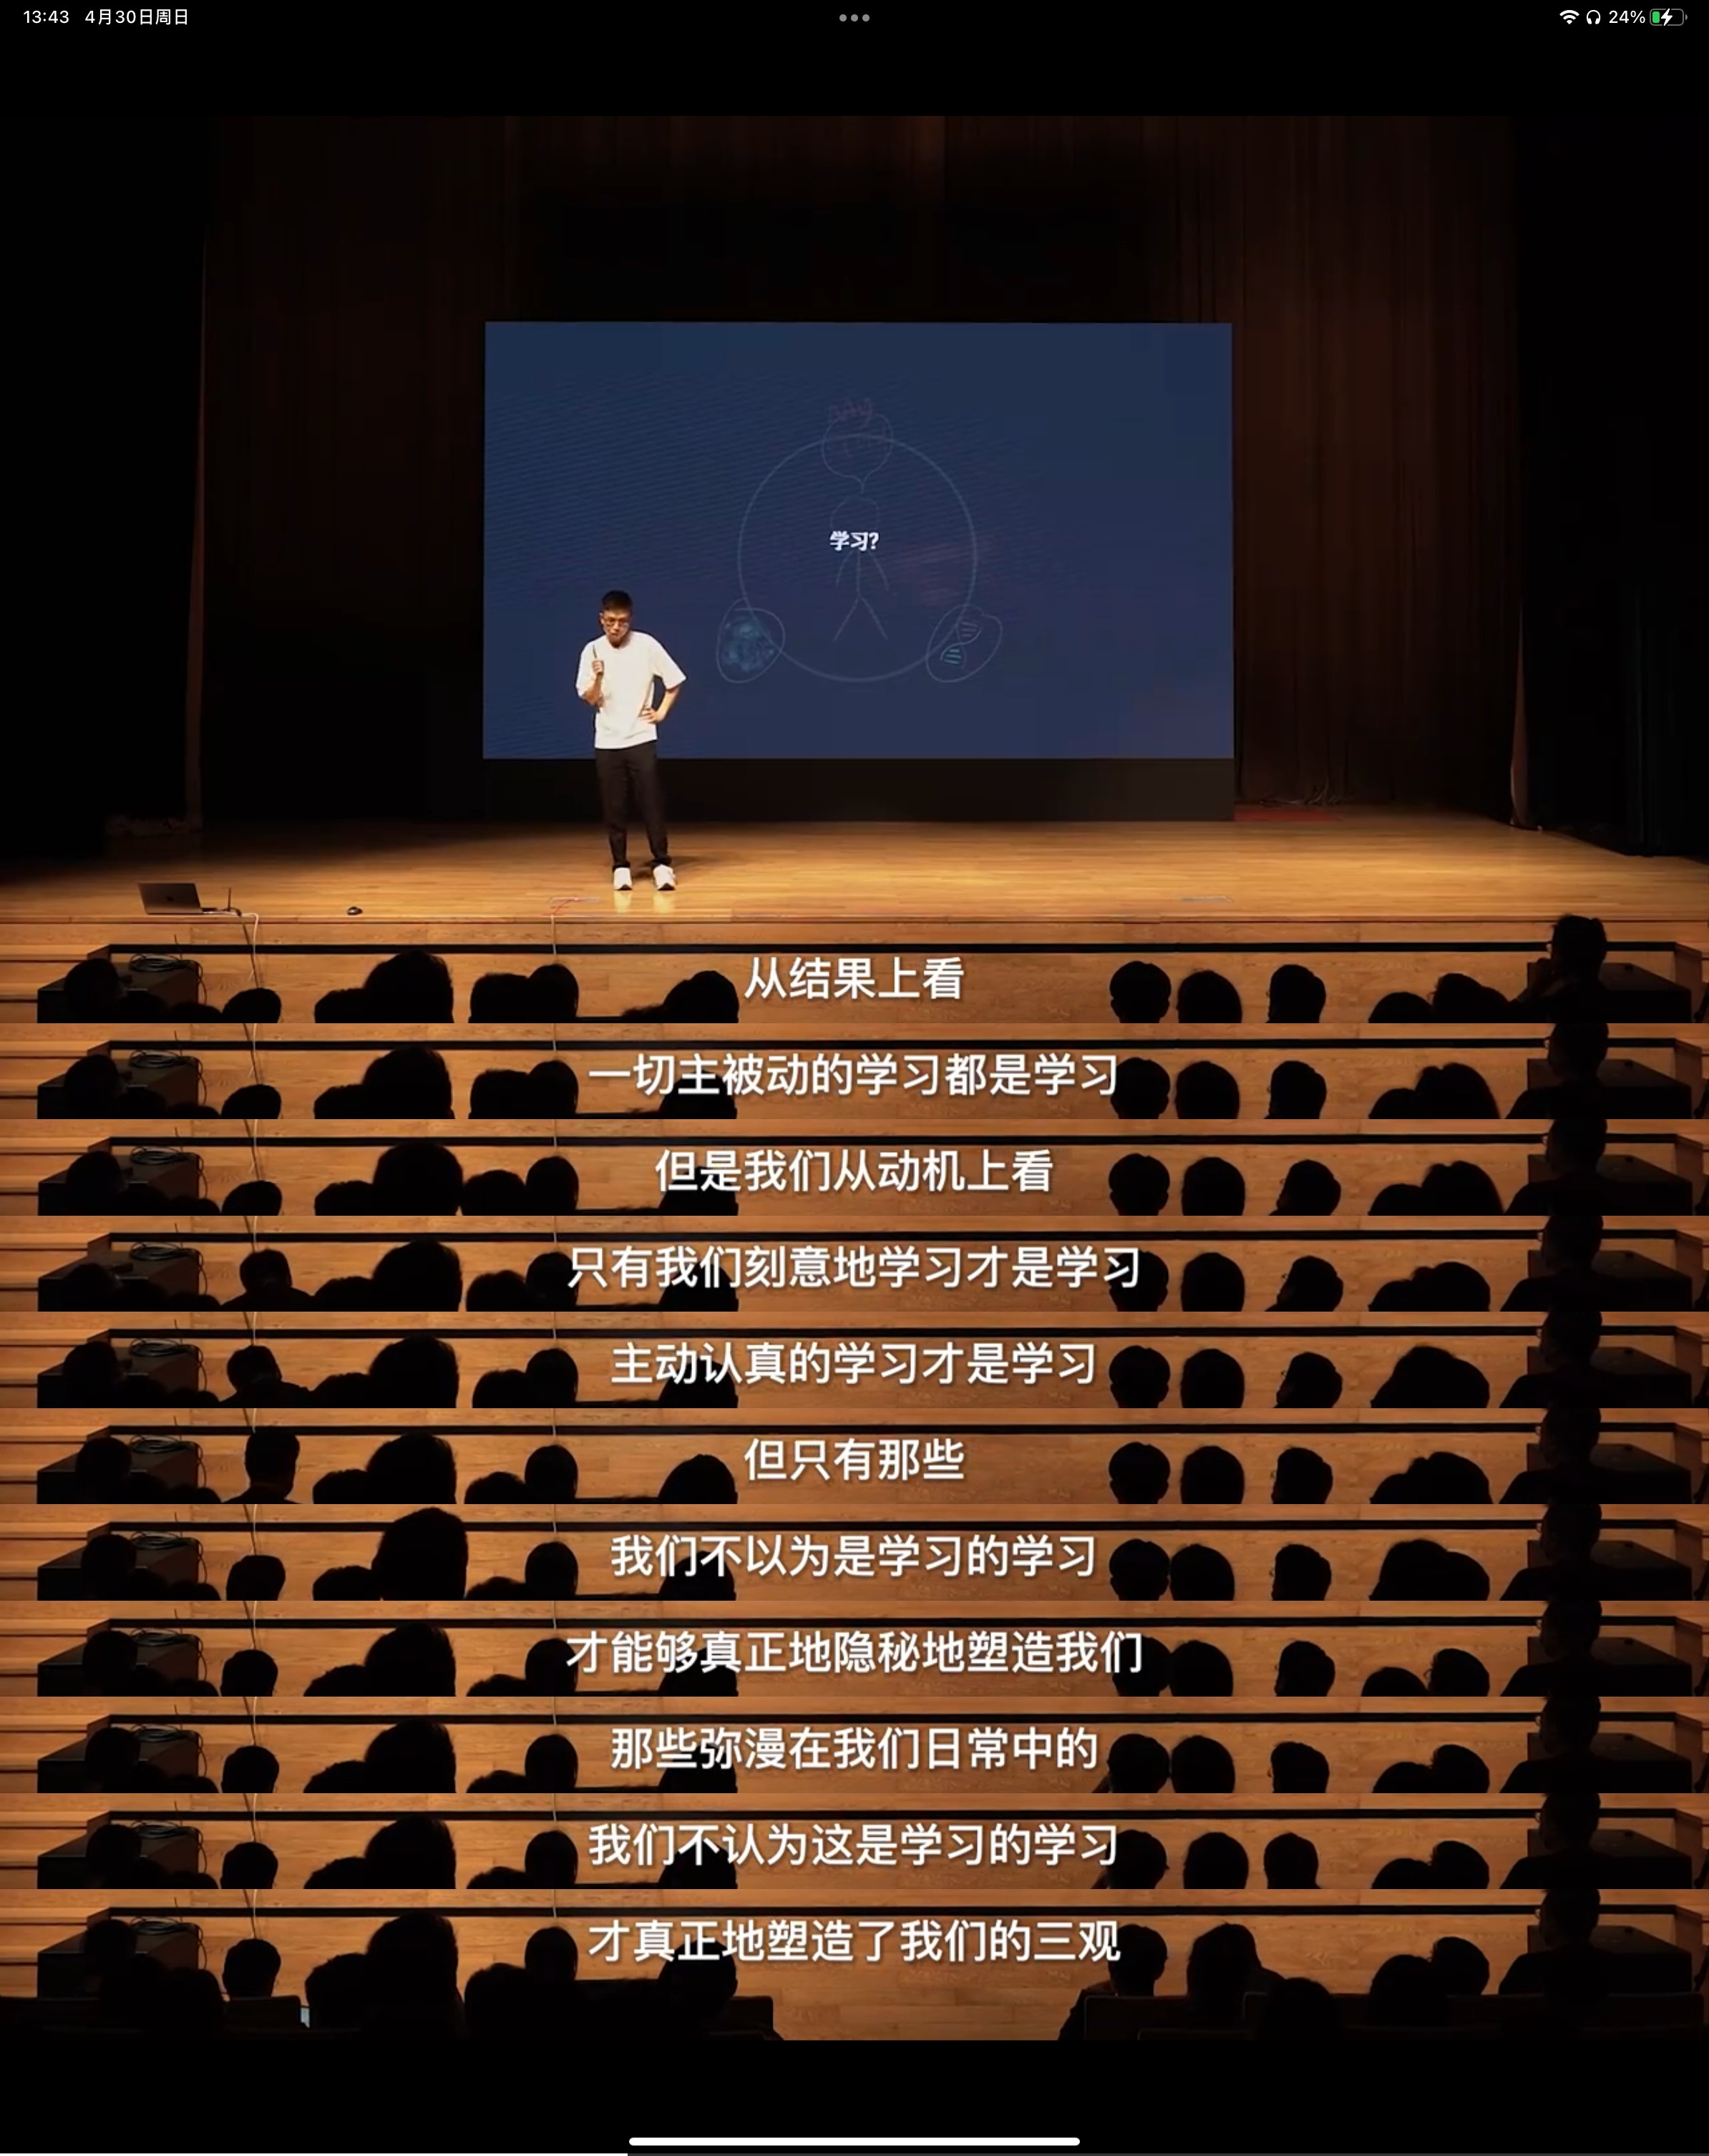 13:43 4月30日周日
24%
学习?
从结果上看
一切主被动的学习都是学习
但是我们从动机上看
只有我们刻意地学习才是学习
主动认真的学习才是学习
但只有那些
我们不以为是学习的学习
才能够真正地隐秘地塑造我们
那些弥漫在我们日常中的
我们不认为这是学习的学习
才真正地塑造了我们的三观